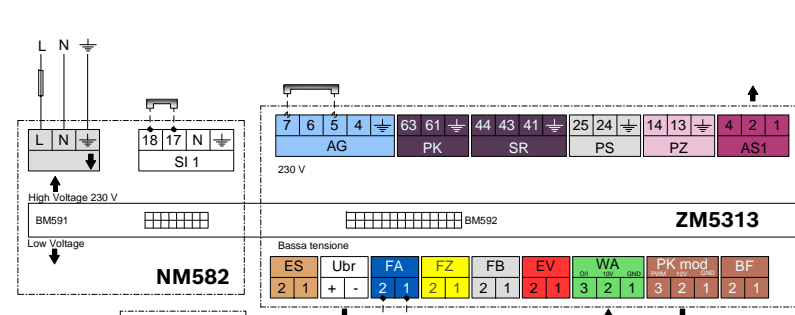 L N
L N
18 17 N
SI 1
7 6 5 4
AG
63 61
PK
44 43 41
SR
25 24
PS
14 13
PZ
4 2 1
AS1
230 V
High Voltage 230 V
BM591
BM592
ZM5313
Low Voltage
NM582
Bassa tensione
ES
2 1
Ubr
+ -
FA
2 1
FZ
2 1
FB
2 1
EV
2 1
WA
O/I 10V GND
3 2 1
PK mod
PWM 10V GND
3 2 1
BF
2 1